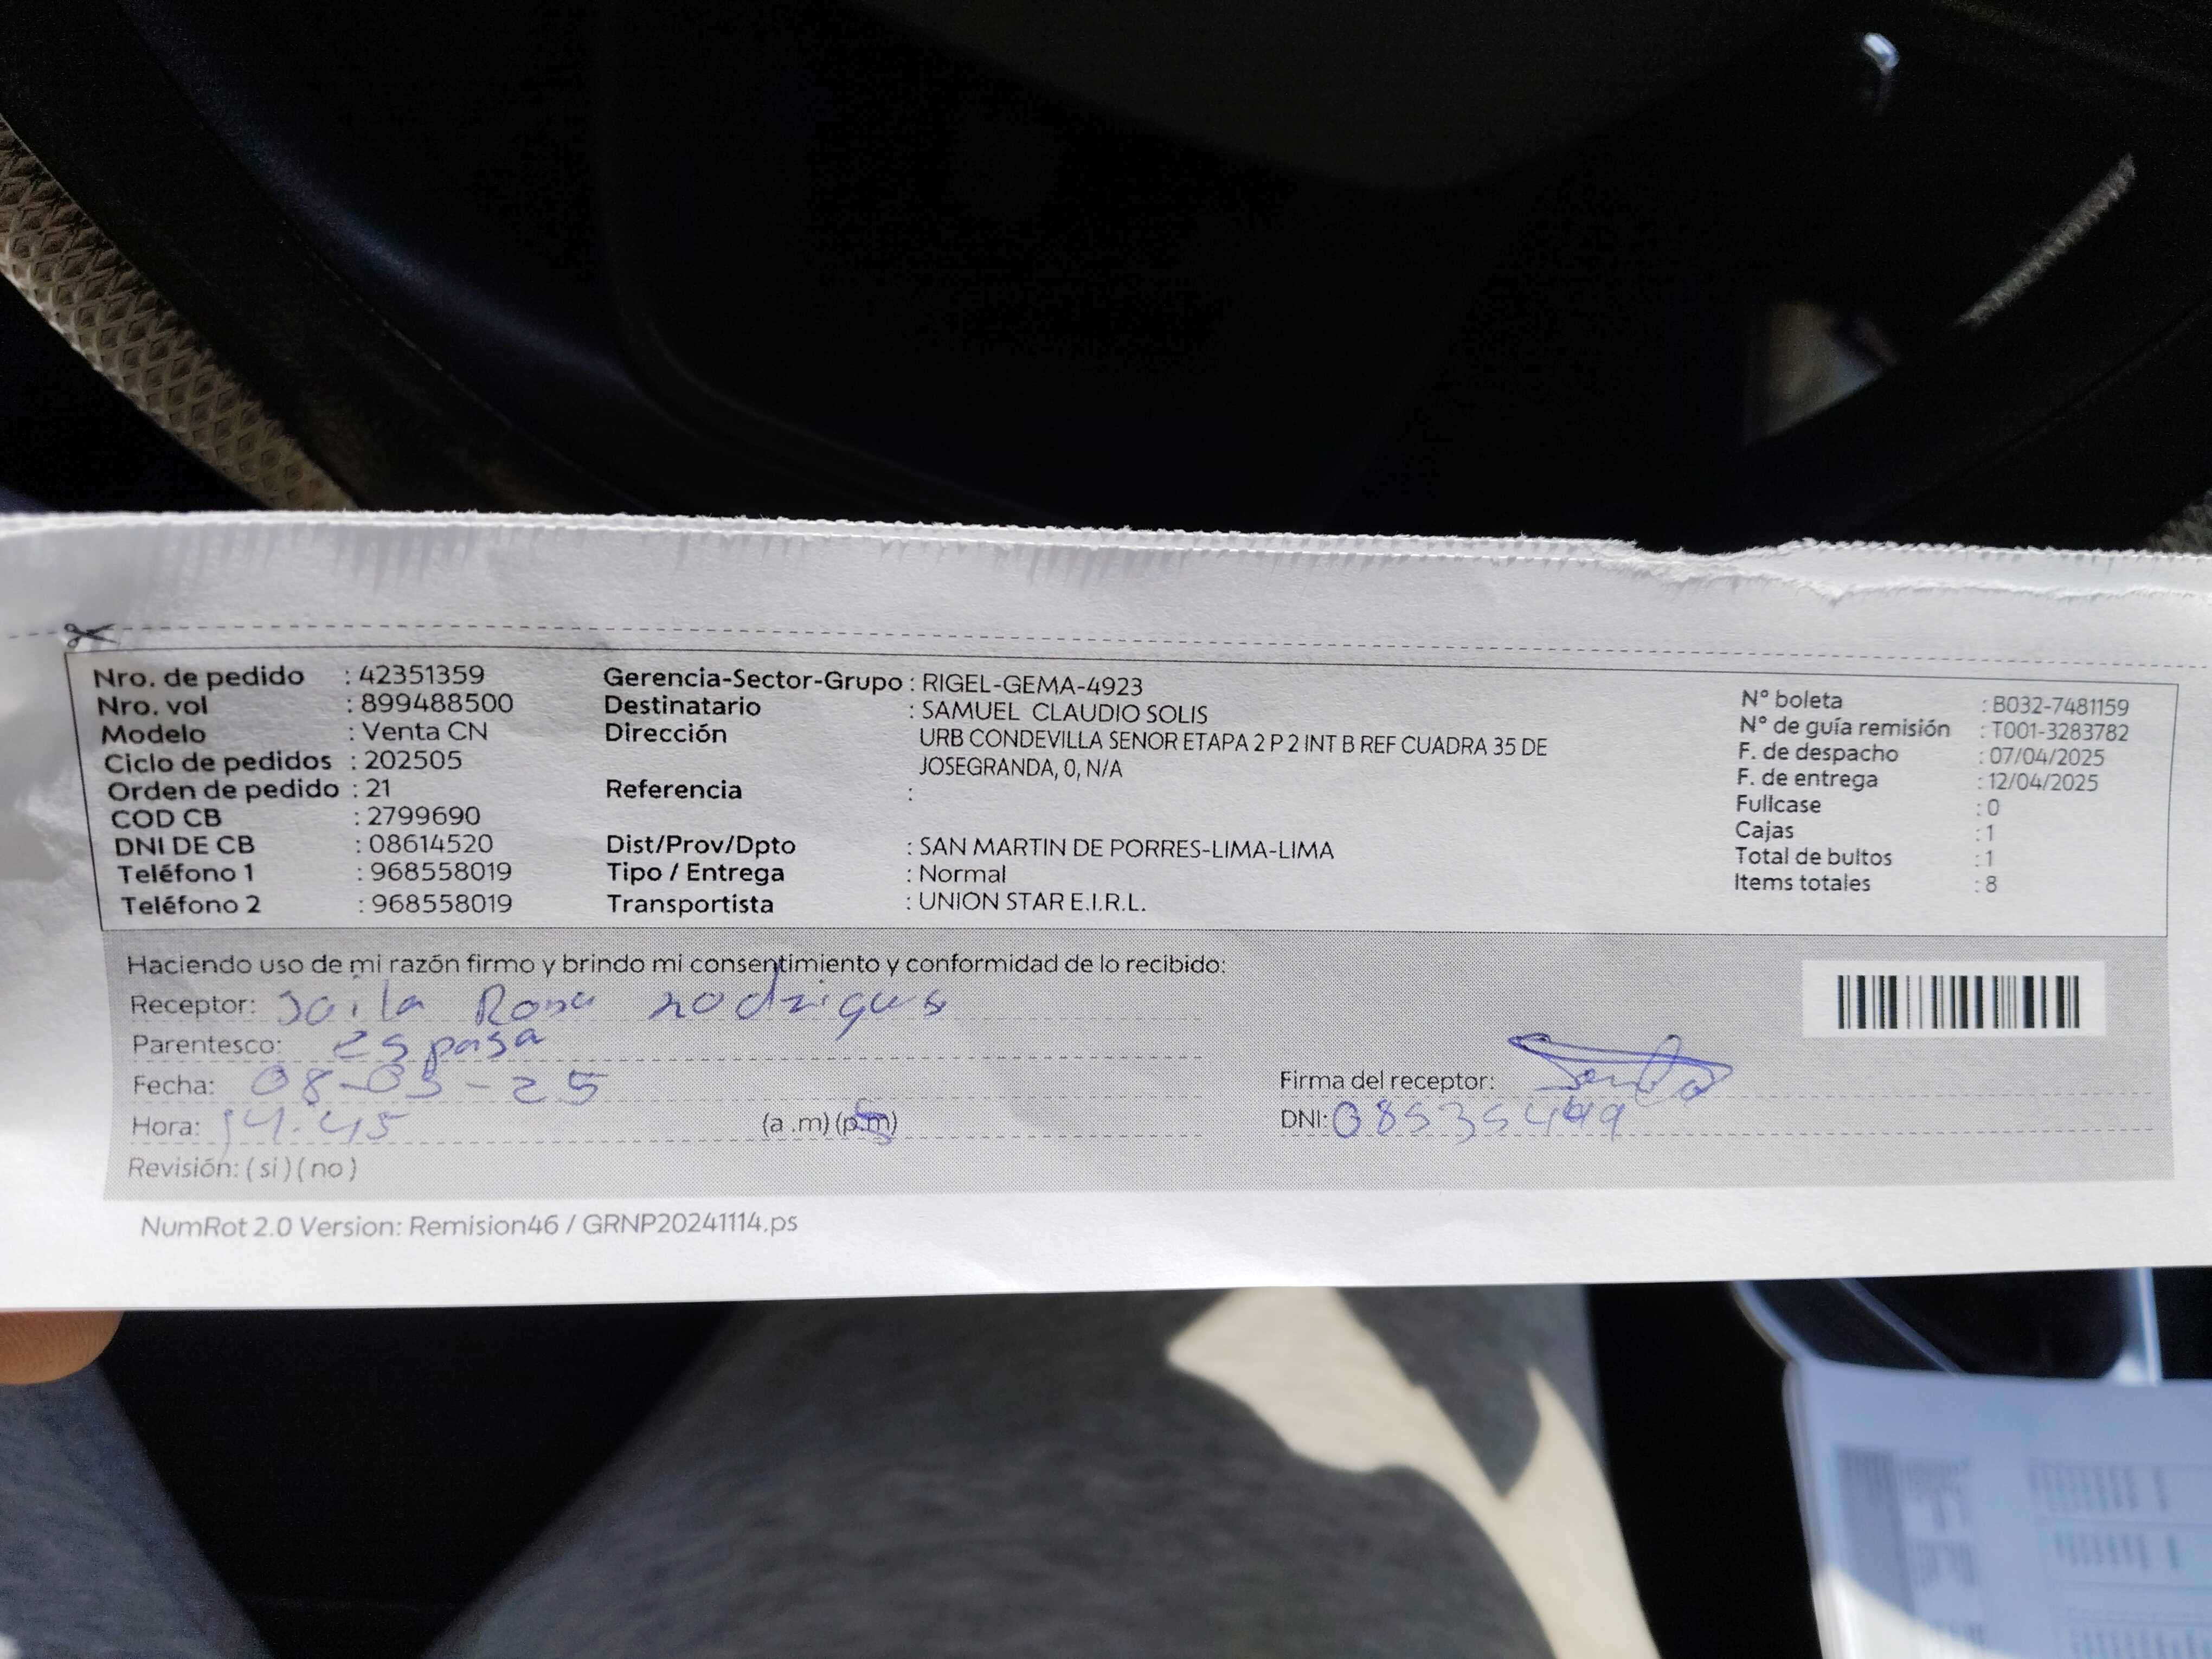 Nro. de pedido : 42351359
Nro. vol : 899488500
Modelo : Venta CN
Ciclo de pedidos : 202505
Orden de pedido : 21
COD CB : 2799690
DNI DE CB : 08614520
Teléfono 1 : 968558019
Teléfono 2 : 968558019
Gerencia-Sector-Grupo : RIGEL-GEMA-4923
Destinatario : SAMUEL CLAUDIO SOLIS
Dirección URB CONDEVILLA SENOR ETAPA 2 P 2 INT B REF CUADRA 35 DE
JOSEGRANDA, 0, N/A
Referencia :
Dist/Prov/Dpto : SAN MARTIN DE PORRES-LIMA-LIMA
Tipo / Entrega : Normal
Transportista : UNION STAR E.I.R.L.
N° boleta : B032-7481159
N° de guía remisión : T001-3283782
F. de despacho : 07/04/2025
F. de entrega : 12/04/2025
Fullcase : 0
Cajas : 1
Total de bultos : 1
Items totales : 8
Haciendo uso de mi razón firmo y brindo mi consentimiento y conformidad de lo recibido:
Receptor: Rosa
Parentesco: esposa
Fecha: 08-03-25
Hora: 14.45 (a .m) (p.m)
Revisión: ( si ) ( no )
Firma del receptor:
DNI:
NumRot 2.0 Version: Remision46 / GRNP20241114.ps